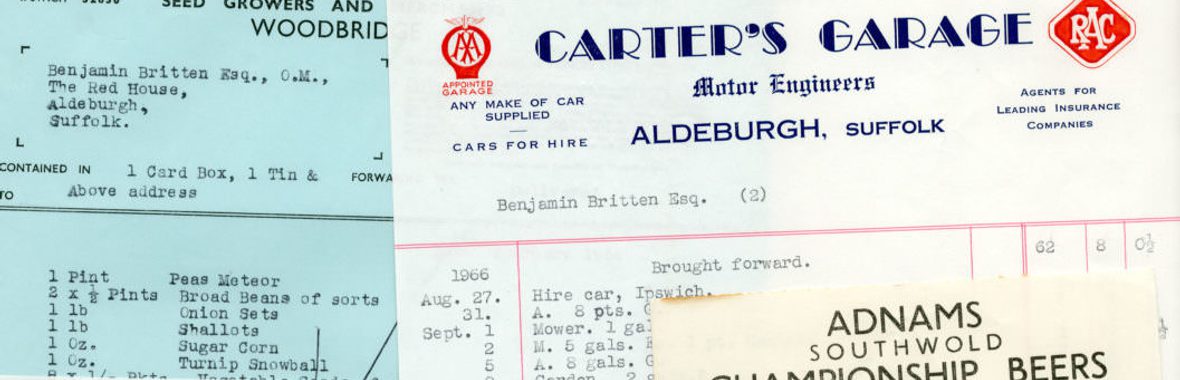 SEED GROWERS AND
WOODBRIDGE
Benjamin Britten Esq., O.M.,
The Red House,
Aldeburgh,
Suffolk.
CONTAINED IN 1 Card Box, 1 Tin & FORWA
TO Above address
1 Pint Peas Meteor
2 x ½ Pints Broad Beans of sorts
1 lb Onion Sets
1 lb Shallots
1 Oz. Sugar Corn
1 Oz. Turnip Snowball
AA
APPOINTED
GARAGE
CARTER'S GARAGE
RAC
Motor Engineers
ANY MAKE OF CAR
SUPPLIED
CARS FOR HIRE
ALDEBURGH, SUFFOLK
AGENTS FOR
LEADING INSURANCE
COMPANIES
Benjamin Britten Esq. (2)
1966 Brought forward. 62 8 0½
Aug. 27. Hire car, Ipswich.
31. A. 8 pts.
Sept. 1 Mower. 1 gal
2 M. 5 gals.
5 A. 8 gals.
ADNAMS
SOUTHWOLD
CHAMPIONSHIP BEERS